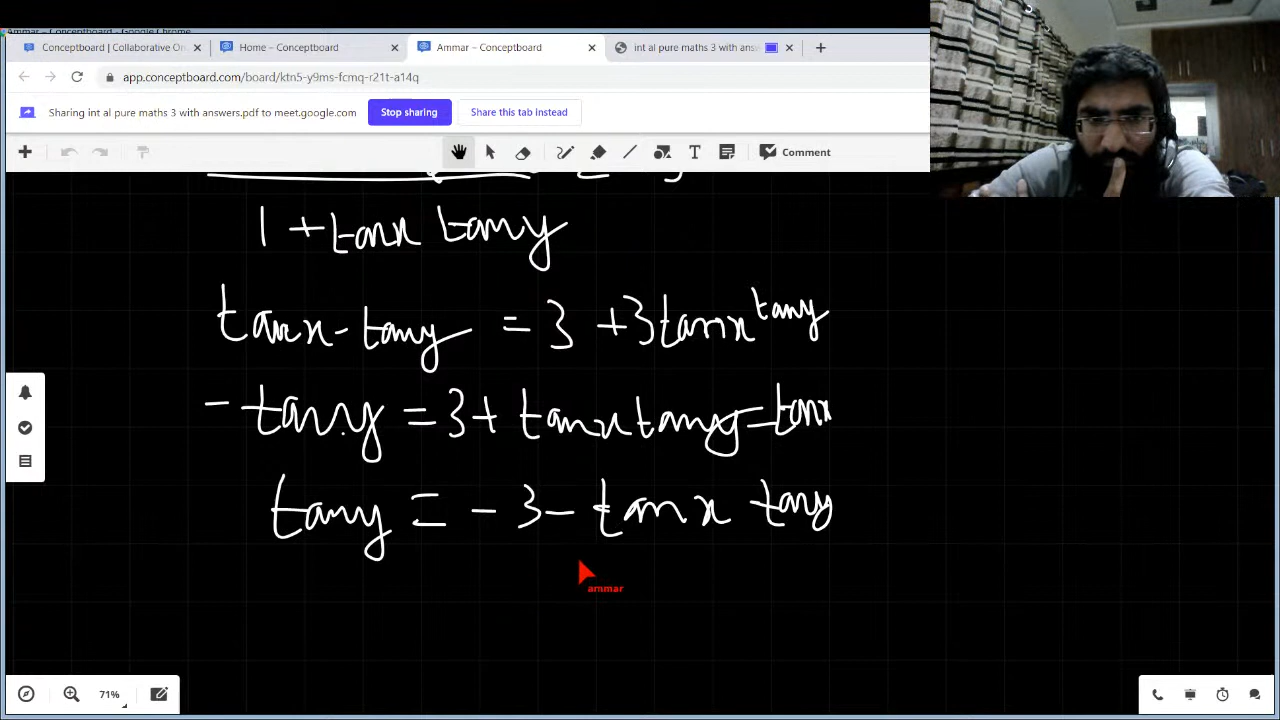 Ammar – Conceptboard - Google Chrome
Conceptboard | Collaborative On
Home – Conceptboard
Ammar – Conceptboard
int al pure maths 3 with answ
app.conceptboard.com/board/ktn5-y9ms-fcmq-r21t-a14q
Sharing int al pure maths 3 with answers.pdf to meet.google.com
Stop sharing
Share this tab instead
T
Comment
1 + tanx tany
tanx - tany = 3 + 3tanx tany
- tany = 3 + tanx tany - tanx
tany = - 3 - tanx tany
ammar
71%